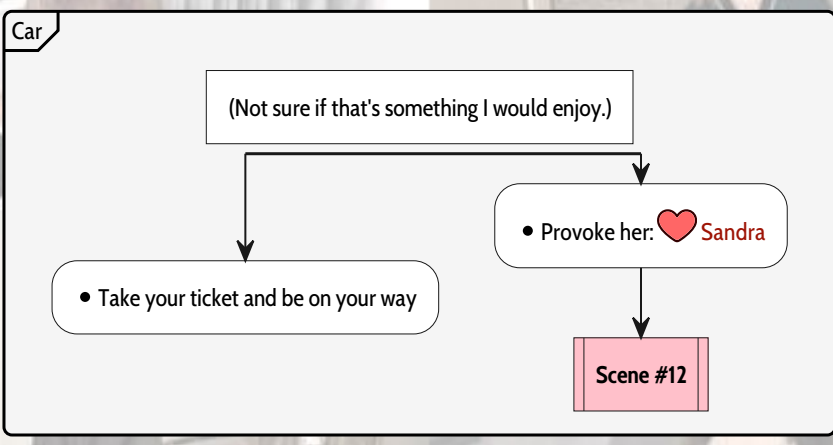 Car
(Not sure if that's something I would enjoy.)
• Provoke her: Sandra
• Take your ticket and be on your way
Scene #12